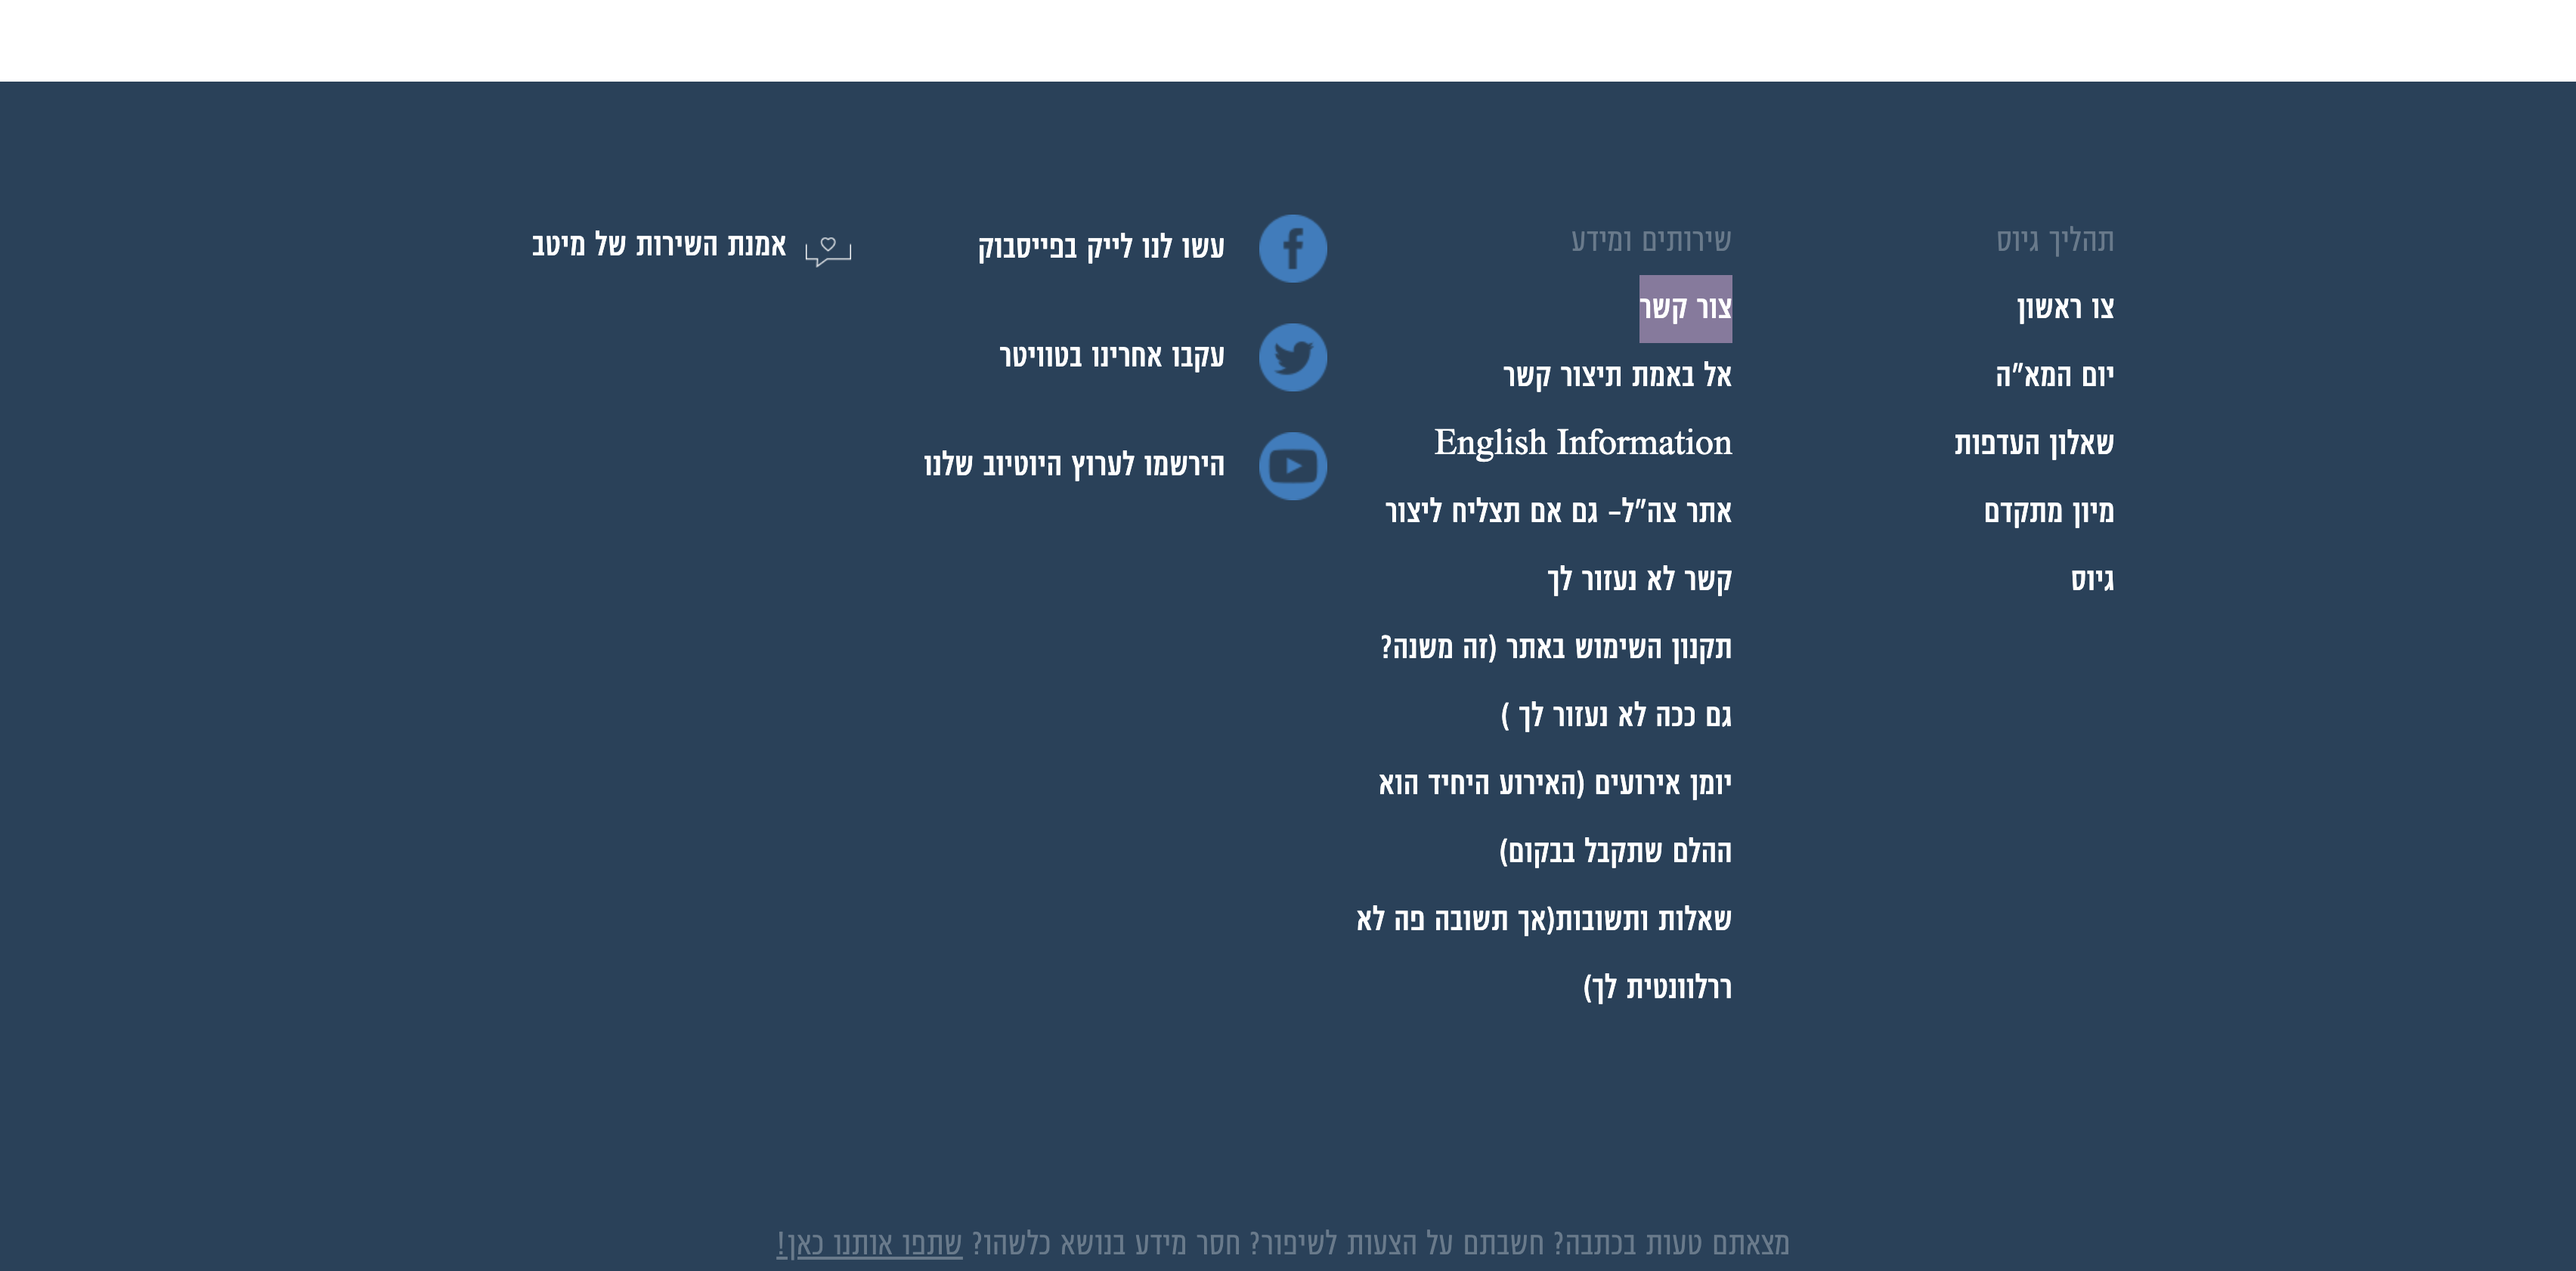 תהליך גיוס
צו ראשון
יום המא"ה
שאלון העדפות
מיון מתקדם
גיוס
שירותים ומידע
צור קשר
אל באמת תיצור קשר
English Information
אתר צה"ל- גם אם תצליח ליצור
קשר לא נעזור לך
תקנון השימוש באתר (זה משנה?
גם ככה לא נעזור לך )
יומן אירועים (האירוע היחיד הוא
ההלם שתקבל בבקום)
שאלות ותשובות(אך תשובה פה לא
ררלוונטית לך)
עשו לנו לייק בפייסבוק
עקבו אחרינו בטוויטר
הירשמו לערוץ היוטיוב שלנו
אמנת השירות של מיטב
מצאתם טעות בכתבה? חשבתם על הצעות לשיפור? חסר מידע בנושא כלשהו? שתפו אותנו כאן!